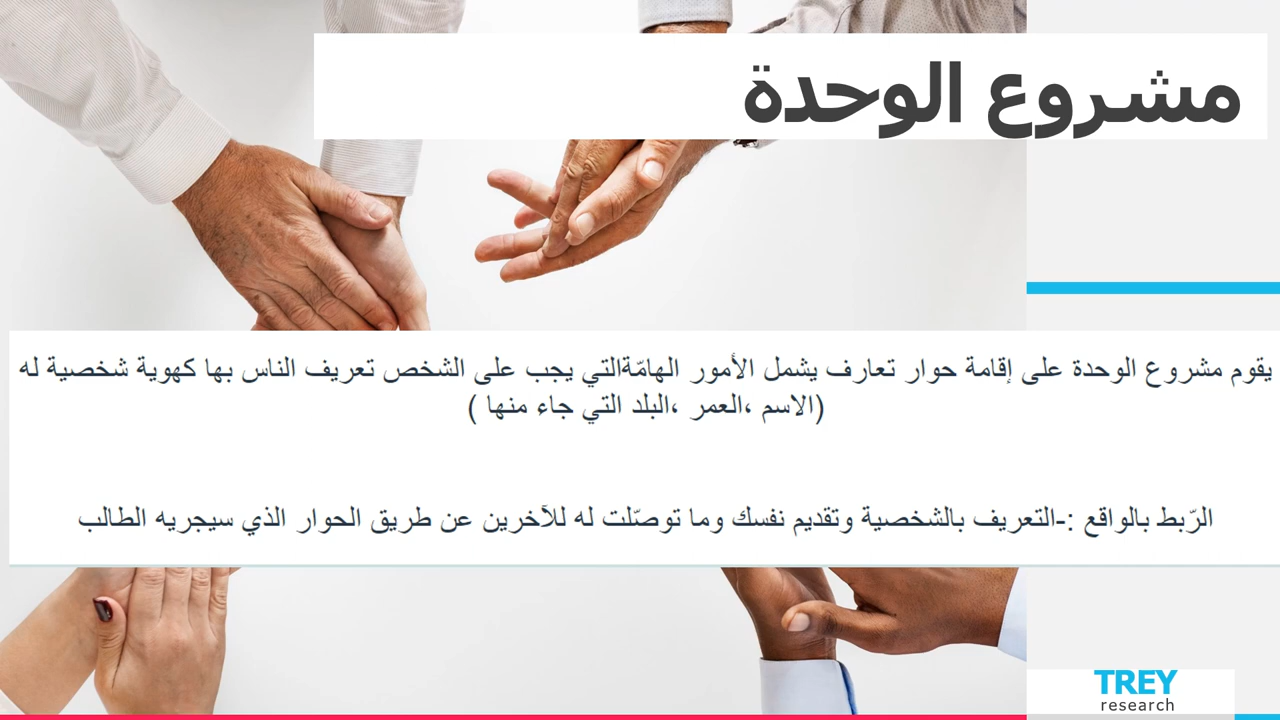 مشروع الوحدة
يقوم مشروع الوحدة على إقامة حوار تعارف يشمل الأمور الهامّةالتي يجب على الشخص تعريف الناس بها كهوية شخصية له
(الاسم ،العمر ،البلد التي جاء منها )
الرّبط بالواقع :-التعريف بالشخصية وتقديم نفسك وما توصّلت له للآخرين عن طريق الحوار الذي سيجريه الطالب
TREY
research